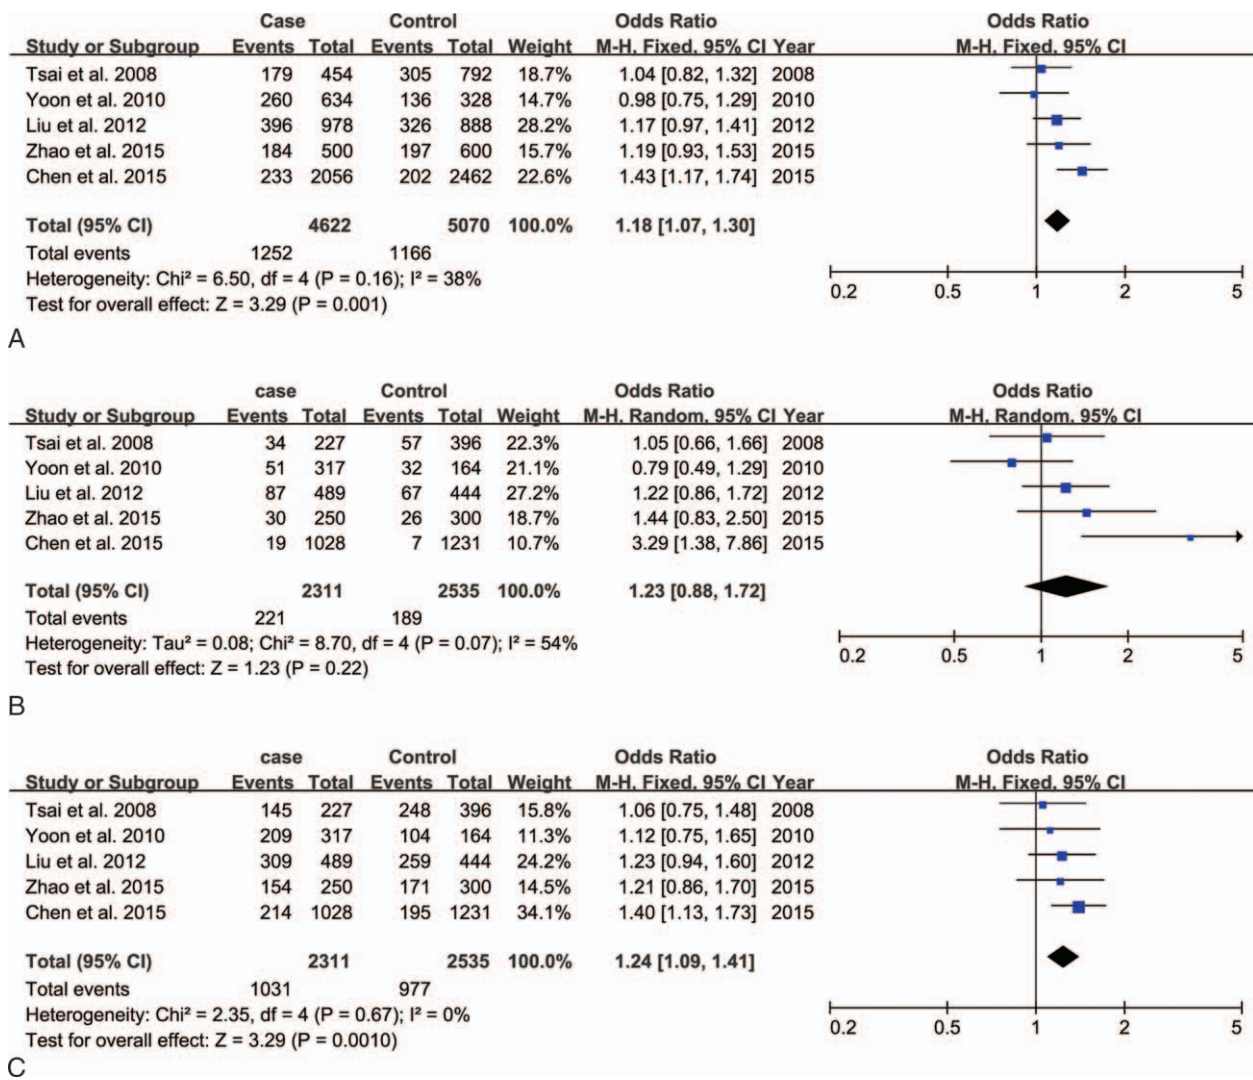 Case Control Odds Ratio Odds Ratio
Study or Subgroup Events Total Events Total Weight M-H, Fixed, 95% CI Year M-H, Fixed, 95% CI
Tsai et al. 2008 179 454 305 792 18.7% 1.04 [0.82, 1.32] 2008
Yoon et al. 2010 260 634 136 328 14.7% 0.98 [0.75, 1.29] 2010
Liu et al. 2012 396 978 326 888 28.2% 1.17 [0.97, 1.41] 2012
Zhao et al. 2015 184 500 197 600 15.7% 1.19 [0.93, 1.53] 2015
Chen et al. 2015 233 2056 202 2462 22.6% 1.43 [1.17, 1.74] 2015
Total (95% CI) 4622 5070 100.0% 1.18 [1.07, 1.30]
Total events 1252 1166
Heterogeneity: Chi² = 6.50, df = 4 (P = 0.16); I² = 38%
Test for overall effect: Z = 3.29 (P = 0.001)
0.2 0.5 1 2 5
A
case Control Odds Ratio Odds Ratio
Study or Subgroup Events Total Events Total Weight M-H, Random, 95% CI Year M-H, Random, 95% CI
Tsai et al. 2008 34 227 57 396 22.3% 1.05 [0.66, 1.66] 2008
Yoon et al. 2010 51 317 32 164 21.1% 0.79 [0.49, 1.29] 2010
Liu et al. 2012 87 489 67 444 27.2% 1.22 [0.86, 1.72] 2012
Zhao et al. 2015 30 250 26 300 18.7% 1.44 [0.83, 2.50] 2015
Chen et al. 2015 19 1028 7 1231 10.7% 3.29 [1.38, 7.86] 2015
Total (95% CI) 2311 2535 100.0% 1.23 [0.88, 1.72]
Total events 221 189
Heterogeneity: Tau² = 0.08; Chi² = 8.70, df = 4 (P = 0.07); I² = 54%
Test for overall effect: Z = 1.23 (P = 0.22)
0.2 0.5 1 2 5
B
case Control Odds Ratio Odds Ratio
Study or Subgroup Events Total Events Total Weight M-H, Fixed, 95% CI Year M-H, Fixed, 95% CI
Tsai et al. 2008 145 227 248 396 15.8% 1.06 [0.75, 1.48] 2008
Yoon et al. 2010 209 317 104 164 11.3% 1.12 [0.75, 1.65] 2010
Liu et al. 2012 309 489 259 444 24.2% 1.23 [0.94, 1.60] 2012
Zhao et al. 2015 154 250 171 300 14.5% 1.21 [0.86, 1.70] 2015
Chen et al. 2015 214 1028 195 1231 34.1% 1.40 [1.13, 1.73] 2015
Total (95% CI) 2311 2535 100.0% 1.24 [1.09, 1.41]
Total events 1031 977
Heterogeneity: Chi² = 2.35, df = 4 (P = 0.67); I² = 0%
Test for overall effect: Z = 3.29 (P = 0.0010)
0.2 0.5 1 2 5
C